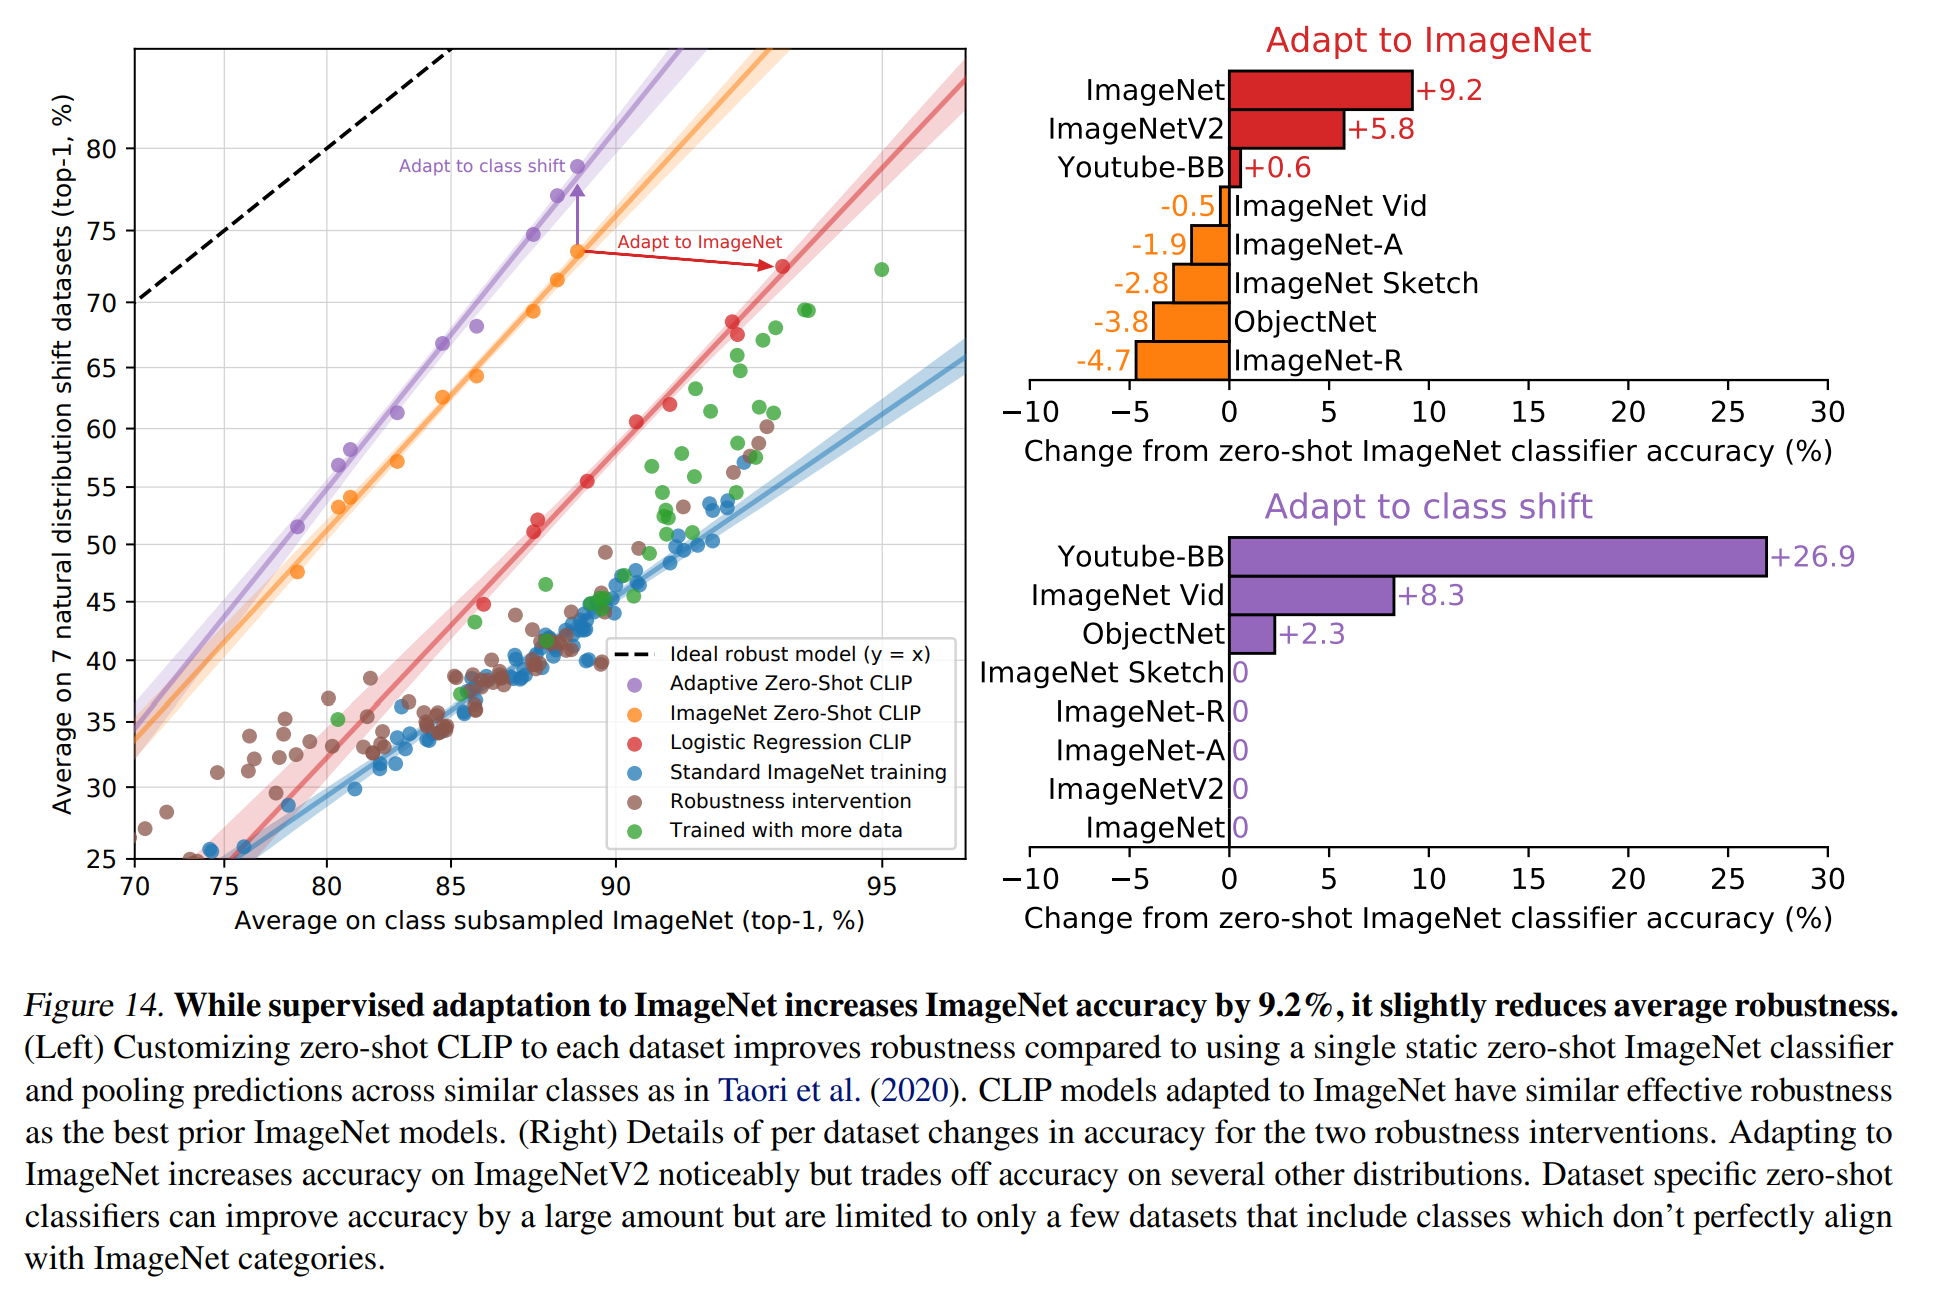 Average on 7 natural distribution shift datasets (top-1, %)
80
75
70
65
60
55
50
45
40
35
30
25
70
75
80
85
90
95
Average on class subsampled ImageNet (top-1, %)
Adapt to class shift
Adapt to ImageNet
Ideal robust model (y = x)
Adaptive Zero-Shot CLIP
ImageNet Zero-Shot CLIP
Logistic Regression CLIP
Standard ImageNet training
Robustness intervention
Trained with more data
Adapt to ImageNet
ImageNet +9.2
ImageNetV2 +5.8
Youtube-BB +0.6
-0.5 ImageNet Vid
-1.9 ImageNet-A
-2.8 ImageNet Sketch
-3.8 ObjectNet
-4.7 ImageNet-R
−10 −5 0 5 10 15 20 25 30
Change from zero-shot ImageNet classifier accuracy (%)
Adapt to class shift
Youtube-BB +26.9
ImageNet Vid +8.3
ObjectNet +2.3
ImageNet Sketch 0
ImageNet-R 0
ImageNet-A 0
ImageNetV2 0
ImageNet 0
−10 −5 0 5 10 15 20 25 30
Change from zero-shot ImageNet classifier accuracy (%)
Figure 14. While supervised adaptation to ImageNet increases ImageNet accuracy by 9.2%, it slightly reduces average robustness.
(Left) Customizing zero-shot CLIP to each dataset improves robustness compared to using a single static zero-shot ImageNet classifier
and pooling predictions across similar classes as in Taori et al. (2020). CLIP models adapted to ImageNet have similar effective robustness
as the best prior ImageNet models. (Right) Details of per dataset changes in accuracy for the two robustness interventions. Adapting to
ImageNet increases accuracy on ImageNetV2 noticeably but trades off accuracy on several other distributions. Dataset specific zero-shot
classifiers can improve accuracy by a large amount but are limited to only a few datasets that include classes which don't perfectly align
with ImageNet categories.